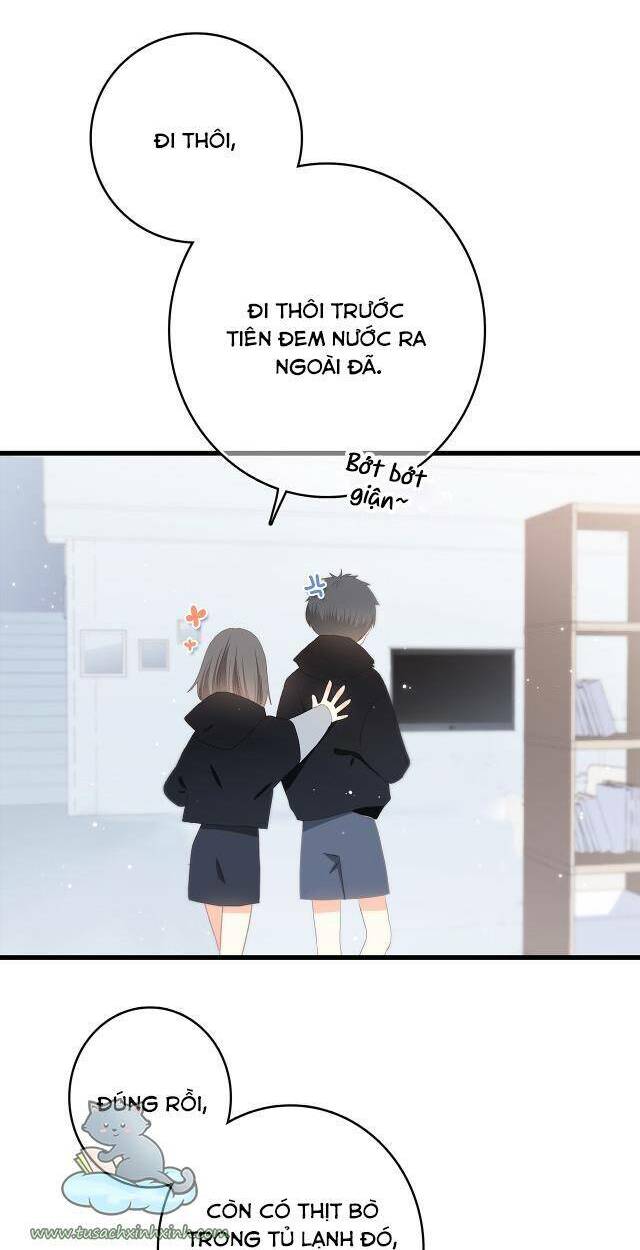 ĐI THÔI,
ĐI THÔI TRƯỚC
TIÊN ĐEM NƯỚC RA
NGOÀI ĐÃ.
Bớt bớt
giận~
ĐÚNG RỒI,
CÒN CÓ THỊT BÒ
TRONG TỦ LẠNH ĐÓ,
www.tusachxinhxinh.com